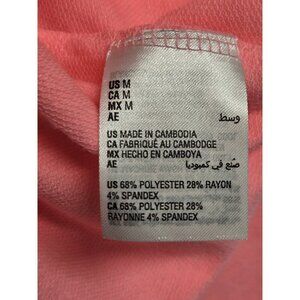 US M
CA M
MX M
AE وسط
US MADE IN CAMBODIA
CA FABRIQUÉ AU CAMBODGE
MX HECHO EN CAMBOYA
AE صنع في كمبوديا
US 68% POLYESTER 28% RAYON
4% SPANDEX
CA 68% POLYESTER 28%
RAYONNE 4% SPANDEX